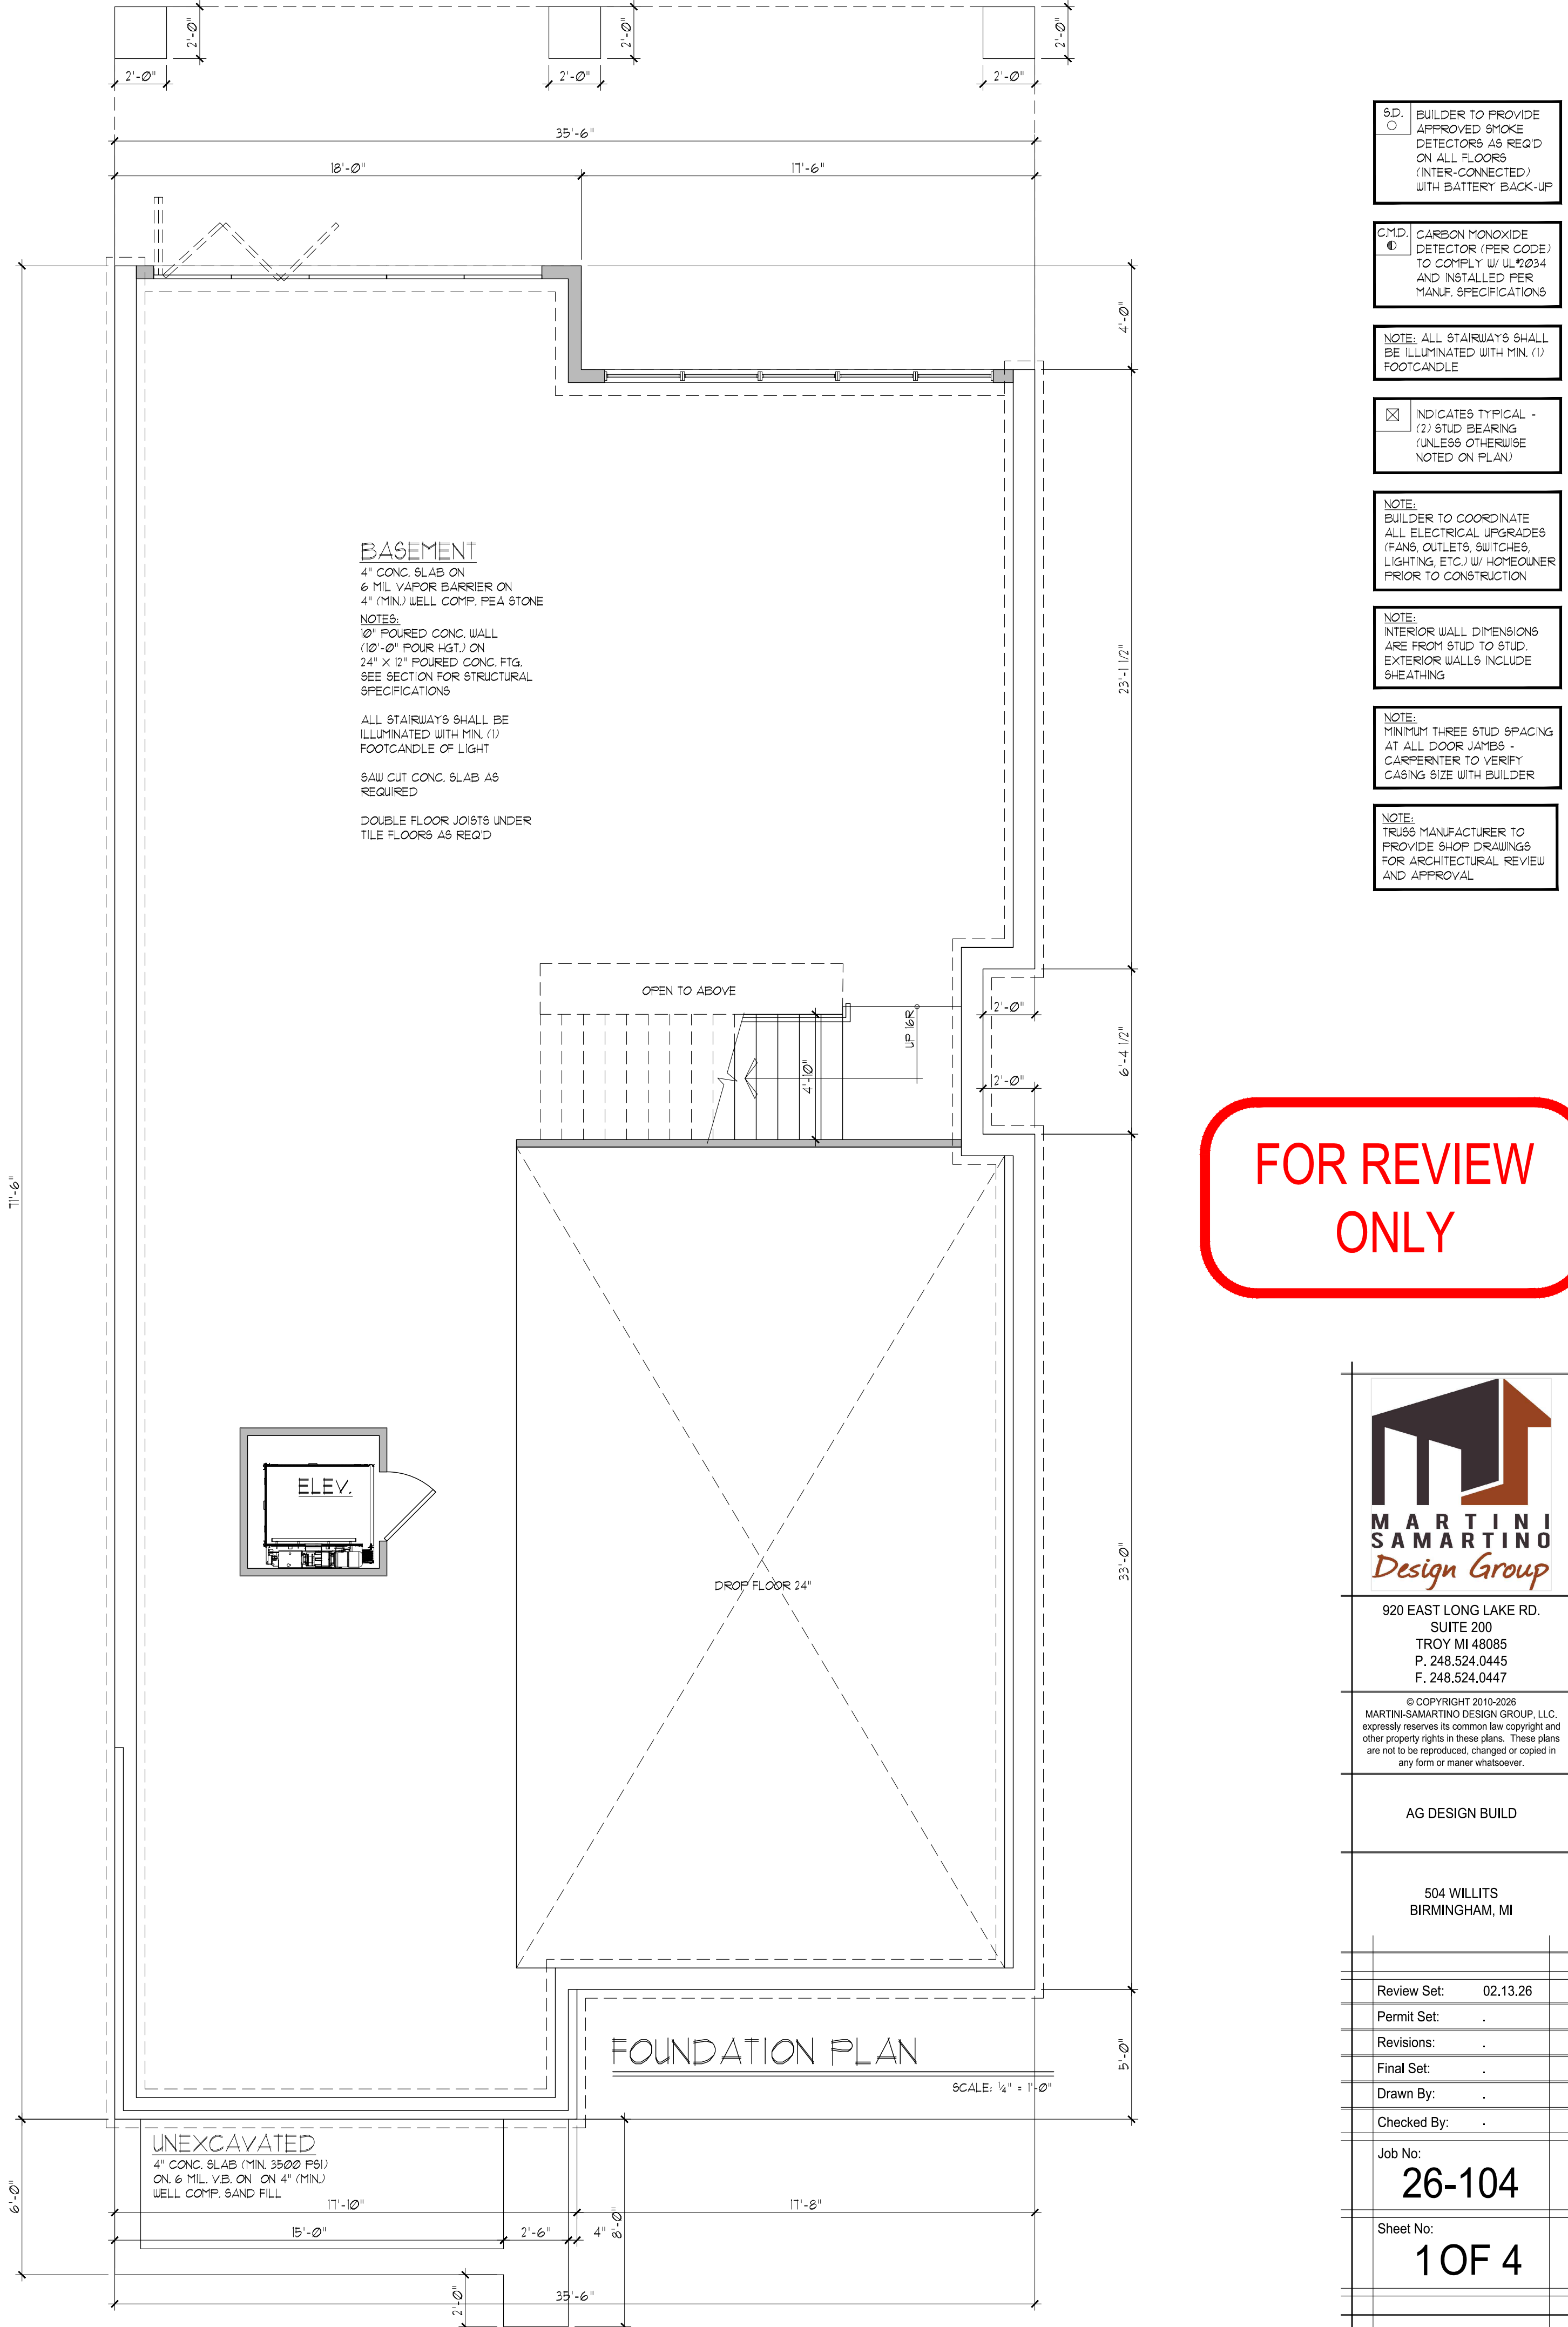 2'-0"
2'-0"
2'-0"
2'-0"
2'-0"
2'-0"
35'-6"
18'-0"
17'-6"
4'-0"
BASEMENT
4" CONC. SLAB ON
6 MIL VAPOR BARRIER ON
4" (MIN.) WELL COMP. PEA STONE
NOTES:
10" POURED CONC. WALL
(10'-0" POUR HGT.) ON
24" X 12" POURED CONC. FTG.
SEE SECTION FOR STRUCTURAL
SPECIFICATIONS
ALL STAIRWAYS SHALL BE
ILLUMINATED WITH MIN. (1)
FOOTCANDLE OF LIGHT
SAW CUT CONC. SLAB AS
REQUIRED
DOUBLE FLOOR JOISTS UNDER
TILE FLOORS AS REQ'D
23'-1 1/2"
OPEN TO ABOVE
UP 16R
4'-10"
2'-0"
2'-0"
6'-4 1/2"
71'-6"
ELEV.
DROP FLOOR 24"
33'-0"
5'-0"
FOUNDATION PLAN
SCALE: 1/4" = 1'-0"
UNEXCAVATED
4" CONC. SLAB (MIN. 3500 PSI)
ON. 6 MIL. V.B. ON ON 4" (MIN.)
WELL COMP. SAND FILL
6'-0"
17'-10"
17'-8"
15'-0"
2'-6"
4"
8'-0"
2'-0"
35'-6"
S.D.
BUILDER TO PROVIDE
APPROVED SMOKE
DETECTORS AS REQ'D
ON ALL FLOORS
(INTER-CONNECTED)
WITH BATTERY BACK-UP
C.M.D.
CARBON MONOXIDE
DETECTOR (PER CODE)
TO COMPLY W/ UL#2034
AND INSTALLED PER
MANUF. SPECIFICATIONS
NOTE: ALL STAIRWAYS SHALL
BE ILLUMINATED WITH MIN. (1)
FOOTCANDLE
INDICATES TYPICAL -
(2) STUD BEARING
(UNLESS OTHERWISE
NOTED ON PLAN)
NOTE:
BUILDER TO COORDINATE
ALL ELECTRICAL UPGRADES
(FANS, OUTLETS, SWITCHES,
LIGHTING, ETC.) W/ HOMEOWNER
PRIOR TO CONSTRUCTION
NOTE:
INTERIOR WALL DIMENSIONS
ARE FROM STUD TO STUD.
EXTERIOR WALLS INCLUDE
SHEATHING
NOTE:
MINIMUM THREE STUD SPACING
AT ALL DOOR JAMBS -
CARPERNTER TO VERIFY
CASING SIZE WITH BUILDER
NOTE:
TRUSS MANUFACTURER TO
PROVIDE SHOP DRAWINGS
FOR ARCHITECTURAL REVIEW
AND APPROVAL
FOR REVIEW
ONLY
MARTINI
SAMARTINO
Design Group
920 EAST LONG LAKE RD.
SUITE 200
TROY MI 48085
P. 248.524.0445
F. 248.524.0447
© COPYRIGHT 2010-2026
MARTINI-SAMARTINO DESIGN GROUP, LLC.
expressly reserves its common law copyright and
other property rights in these plans. These plans
are not to be reproduced, changed or copied in
any form or maner whatsoever.
AG DESIGN BUILD
504 WILLITS
BIRMINGHAM, MI
Review Set: 02.13.26
Permit Set: .
Revisions: .
Final Set: .
Drawn By: .
Checked By: .
Job No:
26-104
Sheet No:
1 OF 4